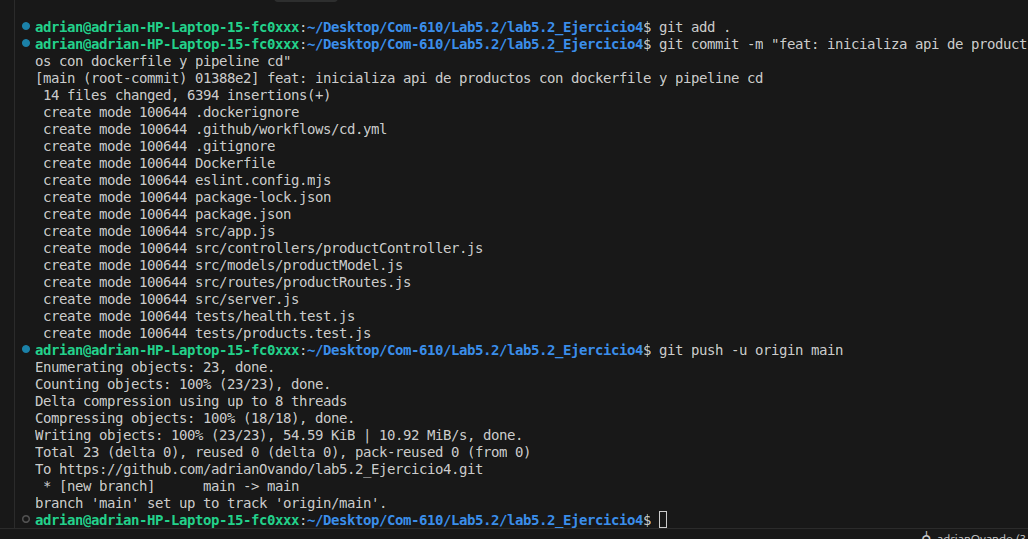 adrian@adrian-HP-Laptop-15-fc0xxx:~/Desktop/Com-610/Lab5.2/lab5.2_Ejercicio4$ git add .
adrian@adrian-HP-Laptop-15-fc0xxx:~/Desktop/Com-610/Lab5.2/lab5.2_Ejercicio4$ git commit -m "feat: inicializa api de product
os con dockerfile y pipeline cd"
[main (root-commit) 01388e2] feat: inicializa api de productos con dockerfile y pipeline cd
 14 files changed, 6394 insertions(+)
 create mode 100644 .dockerignore
 create mode 100644 .github/workflows/cd.yml
 create mode 100644 .gitignore
 create mode 100644 Dockerfile
 create mode 100644 eslint.config.mjs
 create mode 100644 package-lock.json
 create mode 100644 package.json
 create mode 100644 src/app.js
 create mode 100644 src/controllers/productController.js
 create mode 100644 src/models/productModel.js
 create mode 100644 src/routes/productRoutes.js
 create mode 100644 src/server.js
 create mode 100644 tests/health.test.js
 create mode 100644 tests/products.test.js
adrian@adrian-HP-Laptop-15-fc0xxx:~/Desktop/Com-610/Lab5.2/lab5.2_Ejercicio4$ git push -u origin main
Enumerating objects: 23, done.
Counting objects: 100% (23/23), done.
Delta compression using up to 8 threads
Compressing objects: 100% (18/18), done.
Writing objects: 100% (23/23), 54.59 KiB | 10.92 MiB/s, done.
Total 23 (delta 0), reused 0 (delta 0), pack-reused 0 (from 0)
To https://github.com/adrianOvando/lab5.2_Ejercicio4.git
 * [new branch]      main -> main
branch 'main' set up to track 'origin/main'.
adrian@adrian-HP-Laptop-15-fc0xxx:~/Desktop/Com-610/Lab5.2/lab5.2_Ejercicio4$
adrianOvando